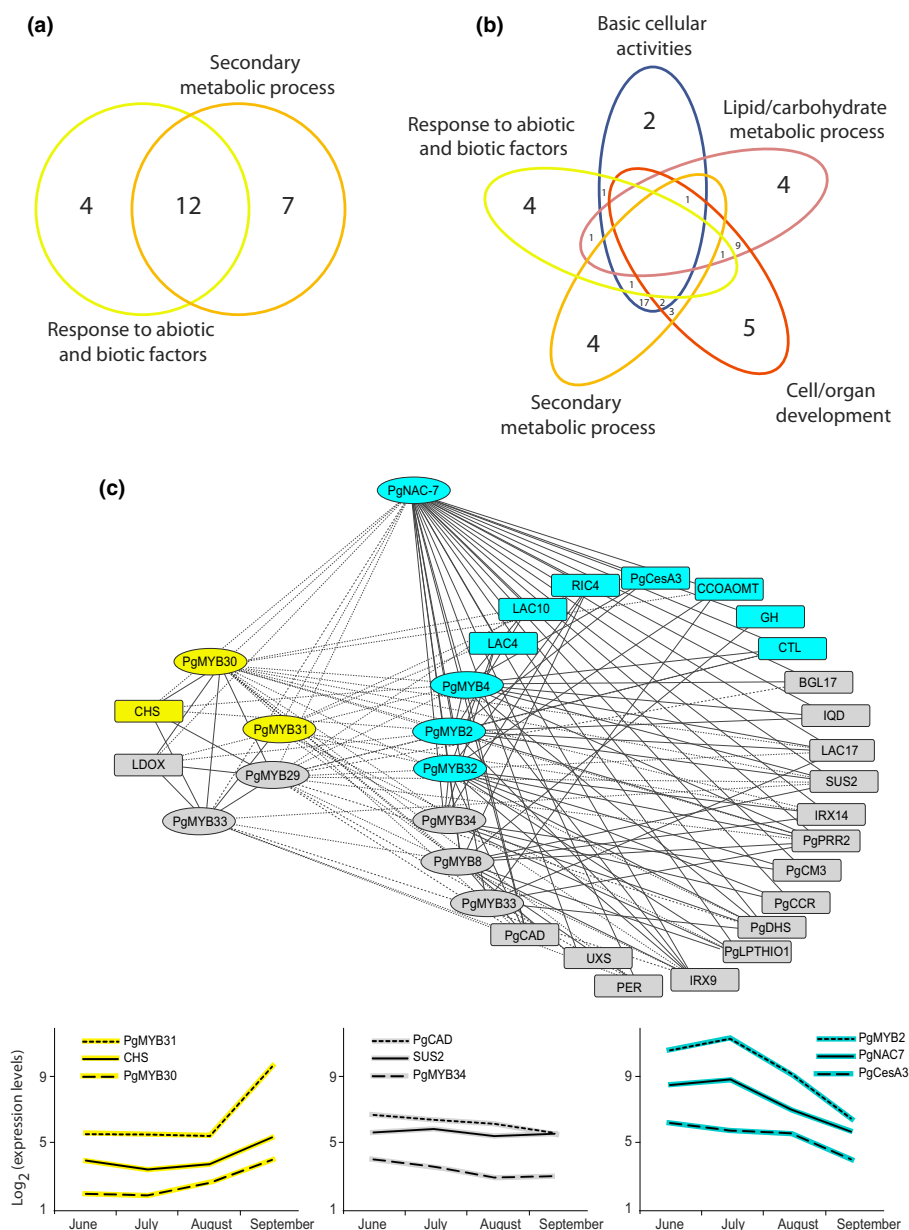 (a)
Secondary
metabolic process
4
12
7
Response to abiotic
and biotic factors
(b)
Basic cellular
activities
Response to abiotic
and biotic factors
Lipid/carbohydrate
metabolic process
2
4
4
1
1
1
9
1
1
17
2
3
4
5
Secondary
metabolic process
Cell/organ
development
(c)
PgNAC-7
RIC4
PgCesA3
CCOAOMT
LAC10
GH
LAC4
CTL
PgMYB30
PgMYB4
BGL17
CHS
PgMYB31
PgMYB2
IQD
LDOX
PgMYB29
PgMYB32
LAC17
SUS2
PgMYB33
PgMYB34
IRX14
PgPRR2
PgMYB8
PgCM3
PgMYB33
PgCCR
PgCAD
PgDHS
UXS
PgLPTHIO1
PER
IRX9
Log2 (expression levels)
PgMYB31
CHS
PgMYB30
9
5
1
June July August September
PgCAD
SUS2
PgMYB34
9
5
1
June July August September
PgMYB2
PgNAC7
PgCesA3
9
5
1
June July August September